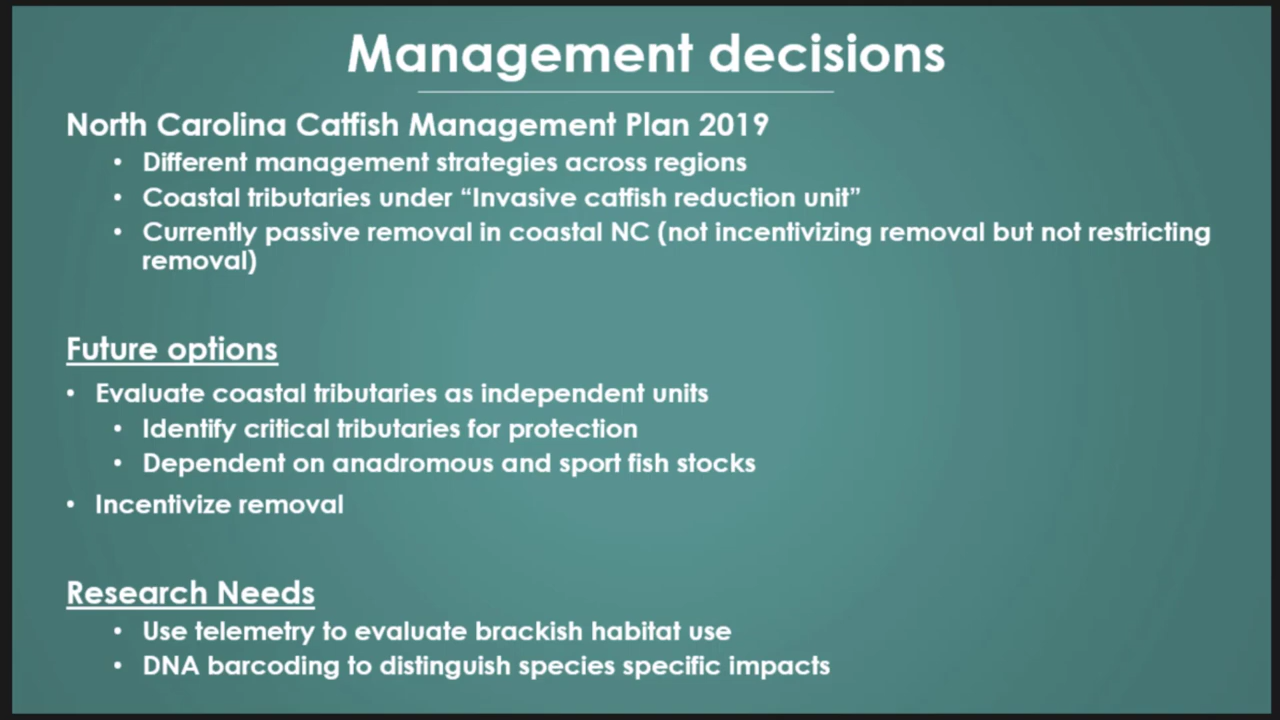 Management decisions
North Carolina Catfish Management Plan 2019
• Different management strategies across regions
• Coastal tributaries under “Invasive catfish reduction unit”
• Currently passive removal in coastal NC (not incentivizing removal but not restricting
removal)
Future options
• Evaluate coastal tributaries as independent units
• Identify critical tributaries for protection
• Dependent on anadromous and sport fish stocks
• Incentivize removal
Research Needs
• Use telemetry to evaluate brackish habitat use
• DNA barcoding to distinguish species specific impacts